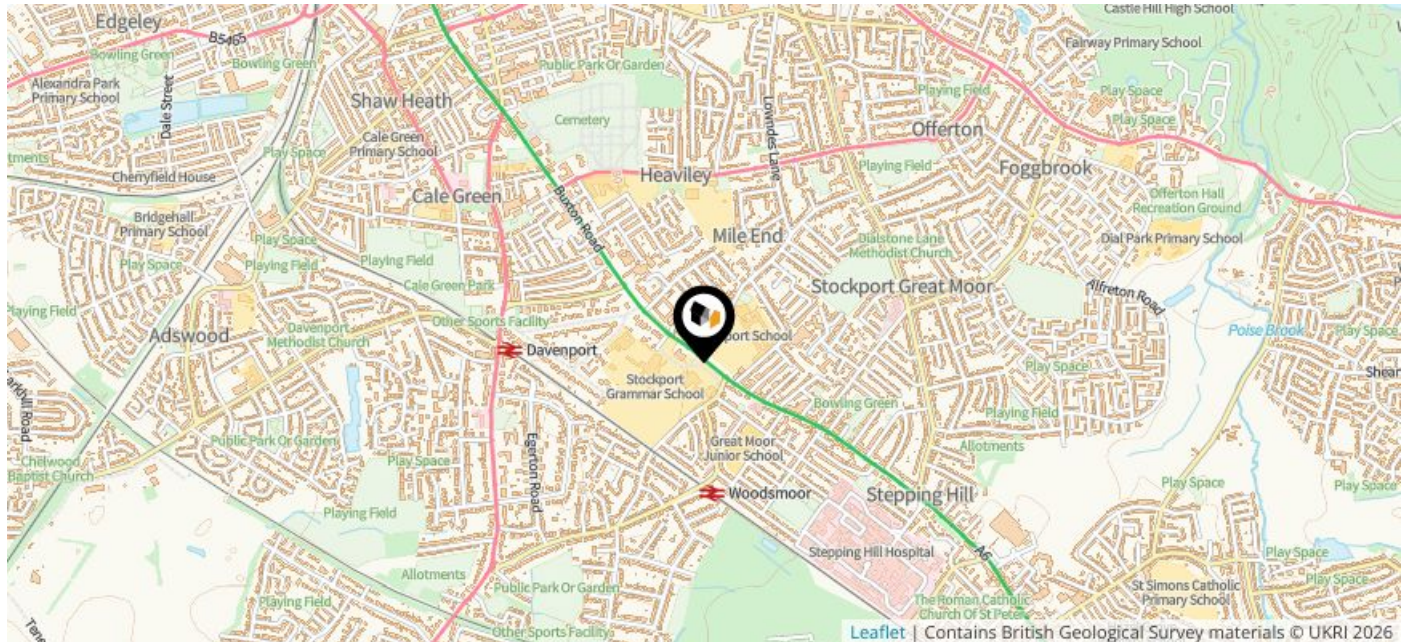 Edgeley
B5465
Bowling Green
Bowling Green
Alexandra Park
Primary School
Dale Street
Shaw Heath
Public Park Or Garden
Cemetery
Lowndes Lane
Castle Hill High School
Fairway Primary School
Playing Field
Play Space
Offerton
Cale Green
Primary School
Play Space
Cherryfield House
Cale Green
Heaviley
Playing Field
Foggbrook
Offerton Hall
Recreation Ground
Bridgehall
Primary School
Play Space
Play Space
Playing Field
Playing Field
Buxton Road
Mile End
Dialstone Lane
Methodist Church
Dial Park Primary School
Cale Green Park
Stockport Great Moor
Alfreton Road
Playing Field
Adswood
Davenport
Methodist Church
Other Sports Facility
Davenport
port School
Poise Brook
Play Space
Stockport
Grammar School
Play Space
Bowling Green
Playing Field
Public Park Or Garden
Egerton Road
Great Moor
Junior School
Allotments
Chelwood
Baptist Church
Play Space
Woodsmoor
Stepping Hill
Play Space
Play Space
Playing Field
Stepping Hill Hospital
A6
Play Space
Allotments
Public Park Or Garden
Playing Field
St Simons Catholic
Primary School
Play Space
The Roman Catholic
Church Of St Peter
Other Sports Facility
Leaflet | Contains British Geological Survey materials © UKRI 2026